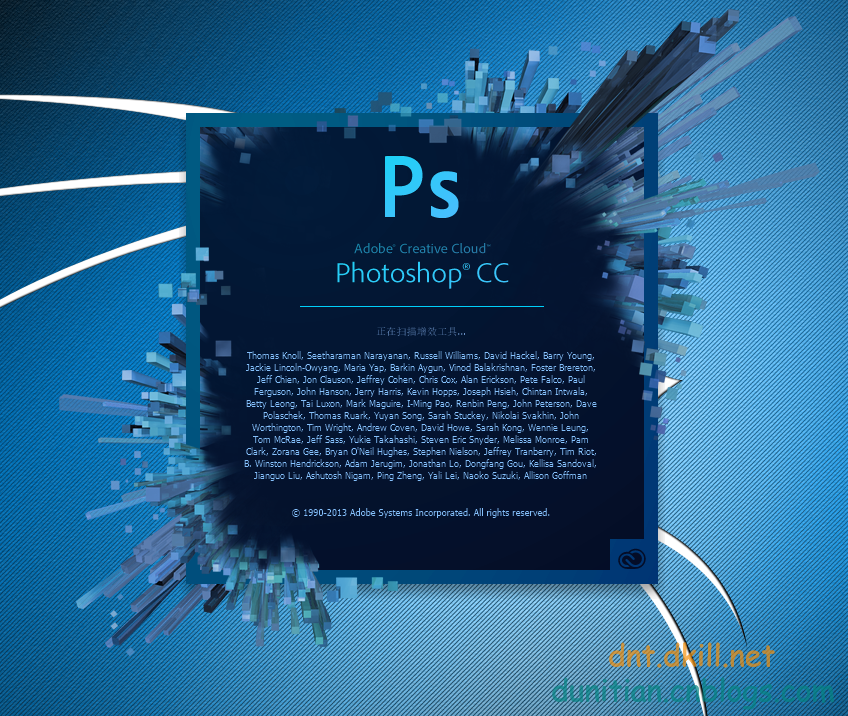 Ps
Adobe® Creative Cloud™
Photoshop® CC
正在扫描增效工具...
Thomas Knoll, Seetharaman Narayanan, Russell Williams, David Hackel, Barry Young,
Jackie Lincoln-Owyang, Maria Yap, Barkin Aygun, Vinod Balakrishnan, Foster Brereton,
Jeff Chien, Jon Clauson, Jeffrey Cohen, Chris Cox, Alan Erickson, Pete Falco, Paul
Ferguson, John Hanson, Jerry Harris, Kevin Hopps, Joseph Hsieh, Chintan Intwala,
Betty Leong, Tai Luxon, Mark Maguire, I-Ming Pao, Renbin Peng, John Peterson, Dave
Polaschek, Thomas Ruark, Yuyan Song, Sarah Stuckey, Nikolai Svakhin, John
Worthington, Tim Wright, Andrew Coven, David Howe, Sarah Kong, Wennie Leung,
Tom McRae, Jeff Sass, Yukie Takahashi, Steven Eric Snyder, Melissa Monroe, Pam
Clark, Zorana Gee, Bryan O'Neil Hughes, Stephen Nielson, Jeffrey Tranberry, Tim Riot,
B. Winston Hendrickson, Adam Jerugim, Jonathan Lo, Dongfang Gou, Kellisa Sandoval,
Jianguo Liu, Ashutosh Nigam, Ping Zheng, Yali Lei, Naoko Suzuki, Allison Goffman
© 1990-2013 Adobe Systems Incorporated. All rights reserved.
dnt.dkill.net
dunitian.cnblogs.com